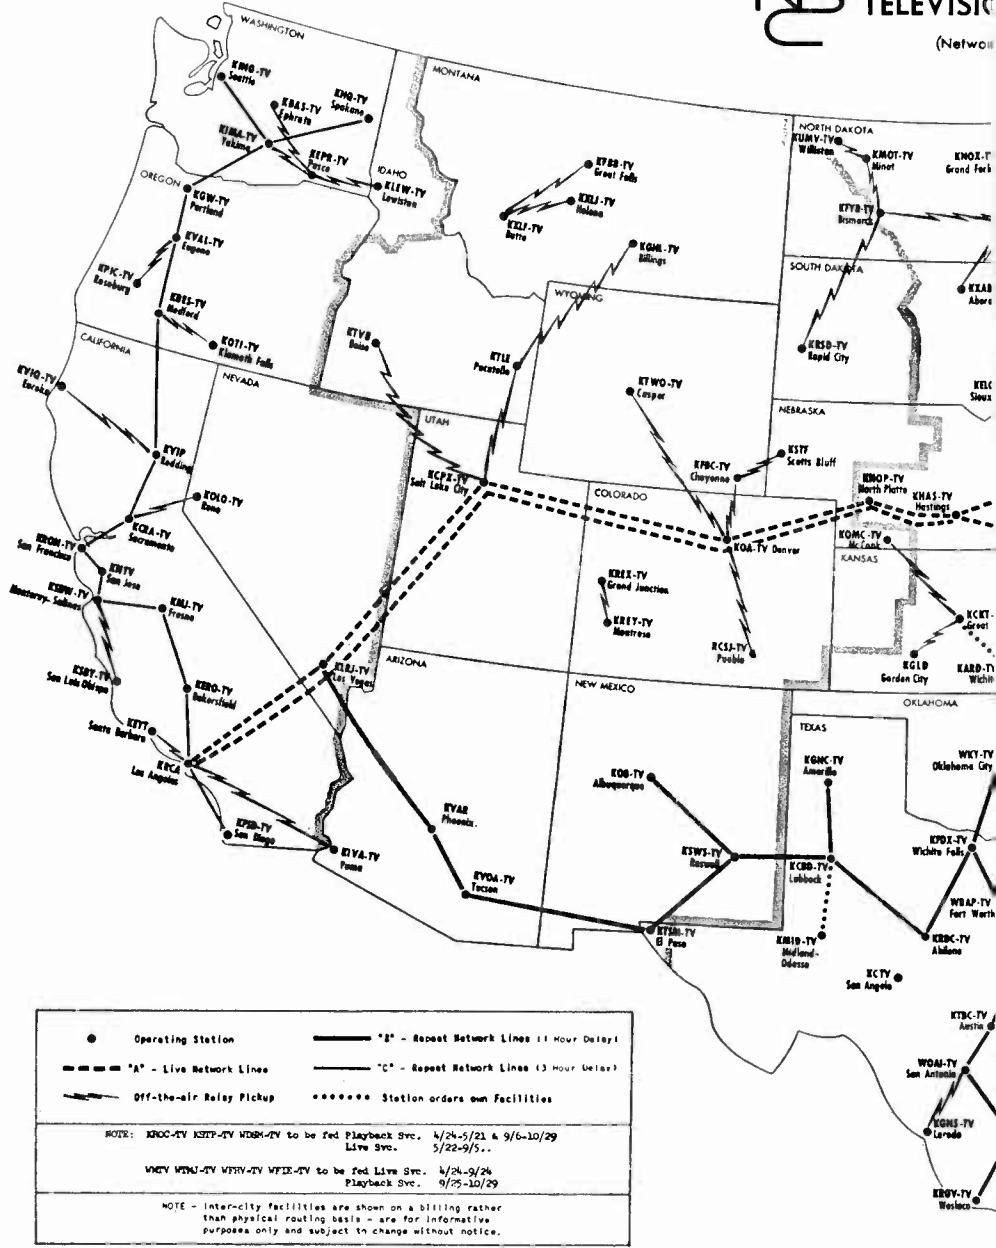 TELEVISIO
(Networ
WASHINGTON
MONTANA
NORTH DAKOTA
KING-TV
Seattle
KBAS-TV
Ephrata
KHQ-TV
Spokane
KIMA-TV
Yakima
KEPR-TV
Pasco
IDAHO
KLEW-TV
Lewiston
KFBB-TV
Great Falls
KXLJ-TV
Helena
KXLF-TV
Butte
KGHL-TV
Billings
KUMV-TV
Williston
KMOT-TV
Minot
KNOX-T
Grand Fork
KFYR-TV
Bismarck
OREGON
KGW-TV
Portland
KVAL-TV
Eugene
KPIC-TV
Roseburg
KBES-TV
Medford
KOTI-TV
Klamath Falls
SOUTH DAKOTA
KXAB
Aberd
KRSD-TV
Rapid City
KELO
Sioux
WYOMING
KTVB
Boise
KTLE
Pocatello
KTWO-TV
Casper
CALIFORNIA
KVIQ-TV
Eureka
NEVADA
UTAH
NEBRASKA
KVIP
Redding
KCPX-TV
Salt Lake City
KFBC-TV
Cheyenne
KSTF
Scotts Bluff
KOLO-TV
Reno
KCRA-TV
Sacramento
KRON-TV
San Francisco
KNTV
San Jose
COLORADO
KNOP-TV
North Platte
KHAS-TV
Hastings
KOA-TV Denver
KOMC-TV
McCook
KANSAS
KSBW-TV
Monterey-Salinas
KMJ-TV
Fresno
KREX-TV
Grand Junction
KREY-TV
Montrose
RCSJ-TV
Pueblo
KCKT-
Great
KGLD
Garden City
KARD-TV
Wichit
KSBY-TV
San Luis Obispo
KERO-TV
Bakersfield
KLRJ-TV
Las Vegas
ARIZONA
NEW MEXICO
OKLAHOMA
KEYT
Santa Barbara
KRCA
Los Angeles
TEXAS
KGNC-TV
Amarillo
WKY-TV
Oklahoma City
KOB-TV
Albuquerque
KVAR
Phoenix.
KSWS-TV
Roswell
KCBD-TV
Lubbock
KFDX-TV
Wichita Falls
KFSD-TV
San Diego
KIVA-TV
Yuma
KVOA-TV
Tucson
WBAP-TV
Fort Worth
KTSM-TV
El Paso
KMID-TV
Midland-
Odessa
KRBC-TV
Abilene
KCTV
San Angelo
KTBC-TV
Austin
WOAI-TV
San Antonio
KGNS-TV
Laredo
KRGV-TV
Weslaco
Operating Station
"B" - Repeat Network Lines (1 Hour Delay)
"A" - Live Network Lines
"C" - Repeat Network Lines (3 Hour Delay)
Off-the-air Relay Pickup
Station orders own Facilities
NOTE: KROC-TV KSTP-TV WDSM-TV to be fed Playback Svc. 4/24-5/21 & 9/6-10/29
Live Svc. 5/22-9/5..
WMTV WTMJ-TV WFRV-TV WFIE-TV to be fed Live Svc. 4/24-9/24
Playback Svc. 9/25-10/29
NOTE - Inter-city facilities are shown on a billing rather
than physical routing basis - are for informative
purposes only and subject to change without notice.